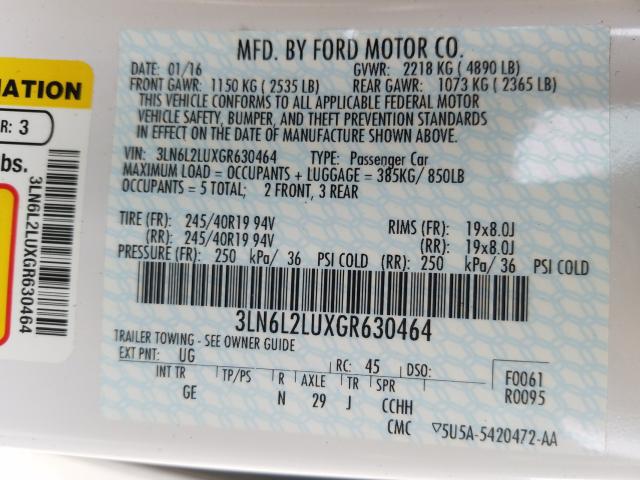 MATION
R: 3
bs.
3LN6L2LUXGR630464
MFD. BY FORD MOTOR CO.
DATE: 01/16 GVWR: 2218 KG ( 4890 LB)
FRONT GAWR: 1150 KG ( 2535 LB) REAR GAWR: 1073 KG ( 2365 LB)
THIS VEHICLE CONFORMS TO ALL APPLICABLE FEDERAL MOTOR
VEHICLE SAFETY, BUMPER, AND THEFT PREVENTION STANDARDS
IN EFFECT ON THE DATE OF MANUFACTURE SHOWN ABOVE.
VIN: 3LN6L2LUXGR630464 TYPE: Passenger Car
MAXIMUM LOAD = OCCUPANTS + LUGGAGE = 385KG/ 850LB
OCCUPANTS = 5 TOTAL; 2 FRONT, 3 REAR
TIRE (FR): 245/40R19 94V RIMS (FR): 19x8.0J
(RR): 245/40R19 94V (RR): 19x8.0J
PRESSURE (FR): 250 kPa/ 36 PSI COLD (RR): 250 kPa/ 36 PSI COLD
3LN6L2LUXGR630464
TRAILER TOWING - SEE OWNER GUIDE
EXT PNT: UG RC: 45 DSO: F0061
INT TR TP/PS R AXLE TR SPR R0095
GE N 29 J CCHH
CMC ▽5U5A-5420472-AA